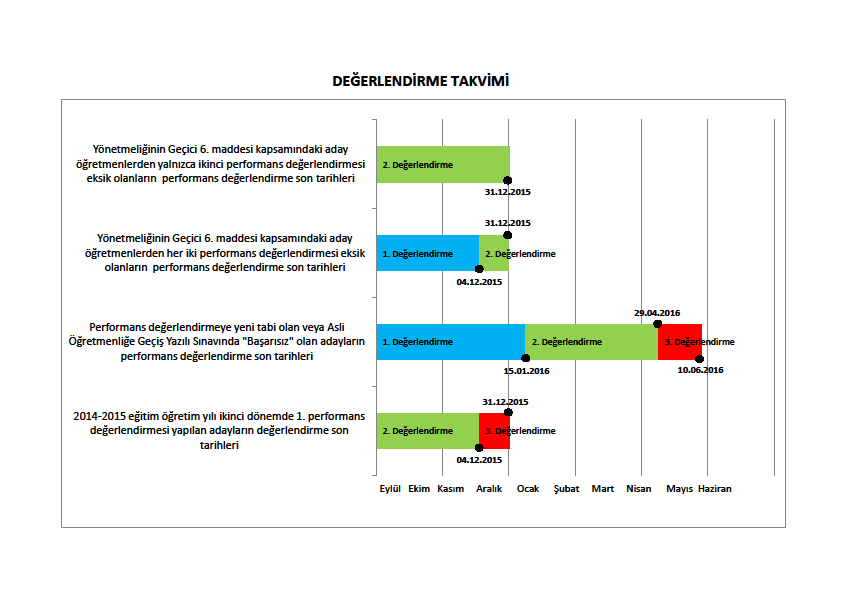 DEĞERLENDİRME TAKVİMİ
Yönetmeliğinin Geçici 6. maddesi kapsamındaki aday
öğretmenlerden yalnızca ikinci performans değerlendirmesi
eksik olanların performans değerlendirme son tarihleri
2. Değerlendirme
31.12.2015
Yönetmeliğinin Geçici 6. maddesi kapsamındaki aday
öğretmenlerden her iki performans değerlendirmesi eksik
olanların performans değerlendirme son tarihleri
31.12.2015
1. Değerlendirme
2. Değerlendirme
04.12.2015
Performans değerlendirmeye yeni tabi olan veya Asli
Öğretmenliğe Geçiş Yazılı Sınavında "Başarısız" olan adayların
performans değerlendirme son tarihleri
29.04.2016
1. Değerlendirme
2. Değerlendirme
3. Değerlendirme
15.01.2016
10.06.2016
2014-2015 eğitim öğretim yılı ikinci dönemde 1. performans
değerlendirmesi yapılan adayların değerlendirme son
tarihleri
31.12.2015
2. Değerlendirme
3. Değerlendirme
04.12.2015
Eylül Ekim Kasım Aralık Ocak Şubat Mart Nisan Mayıs Haziran